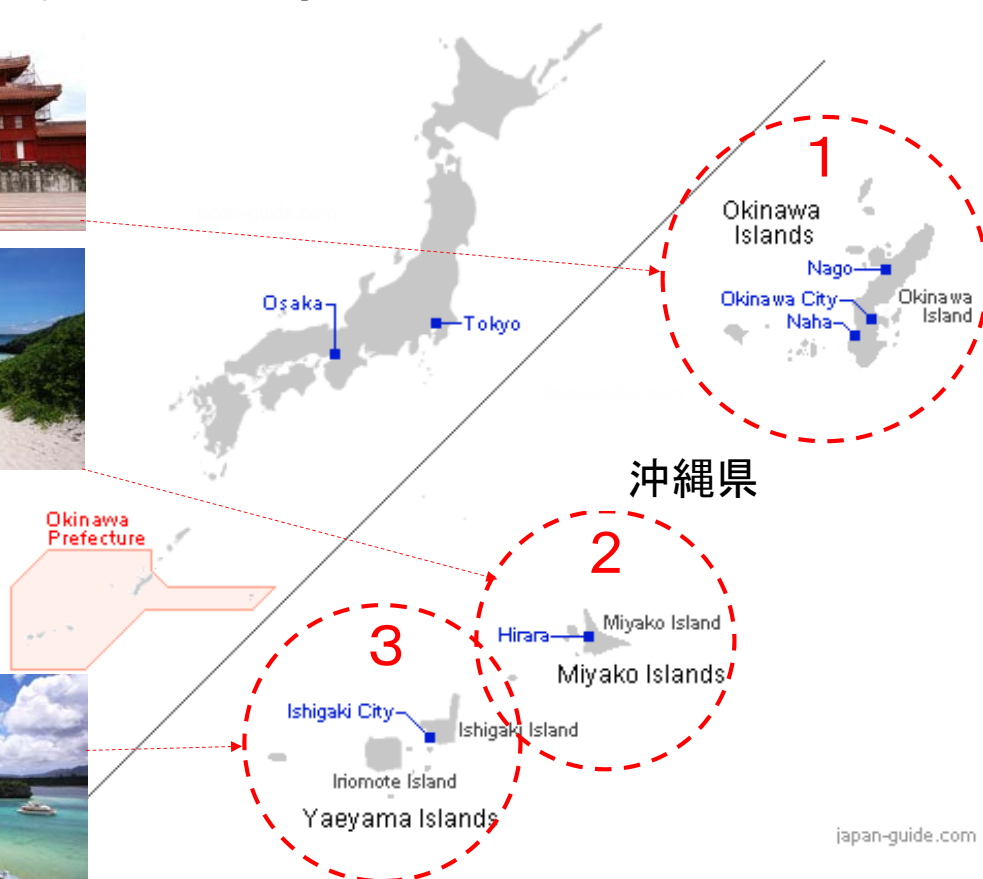 1
Okinawa
Islands
Nago
Okinawa City
Okinawa
Island
Naha
Osaka
Tokyo
沖縄県
Okinawa
Prefecture
2
Hirara
Miyako Island
Miyako Islands
3
Ishigaki City
Ishigaki Island
Iriomote Island
Yaeyama Islands
japan-guide.com